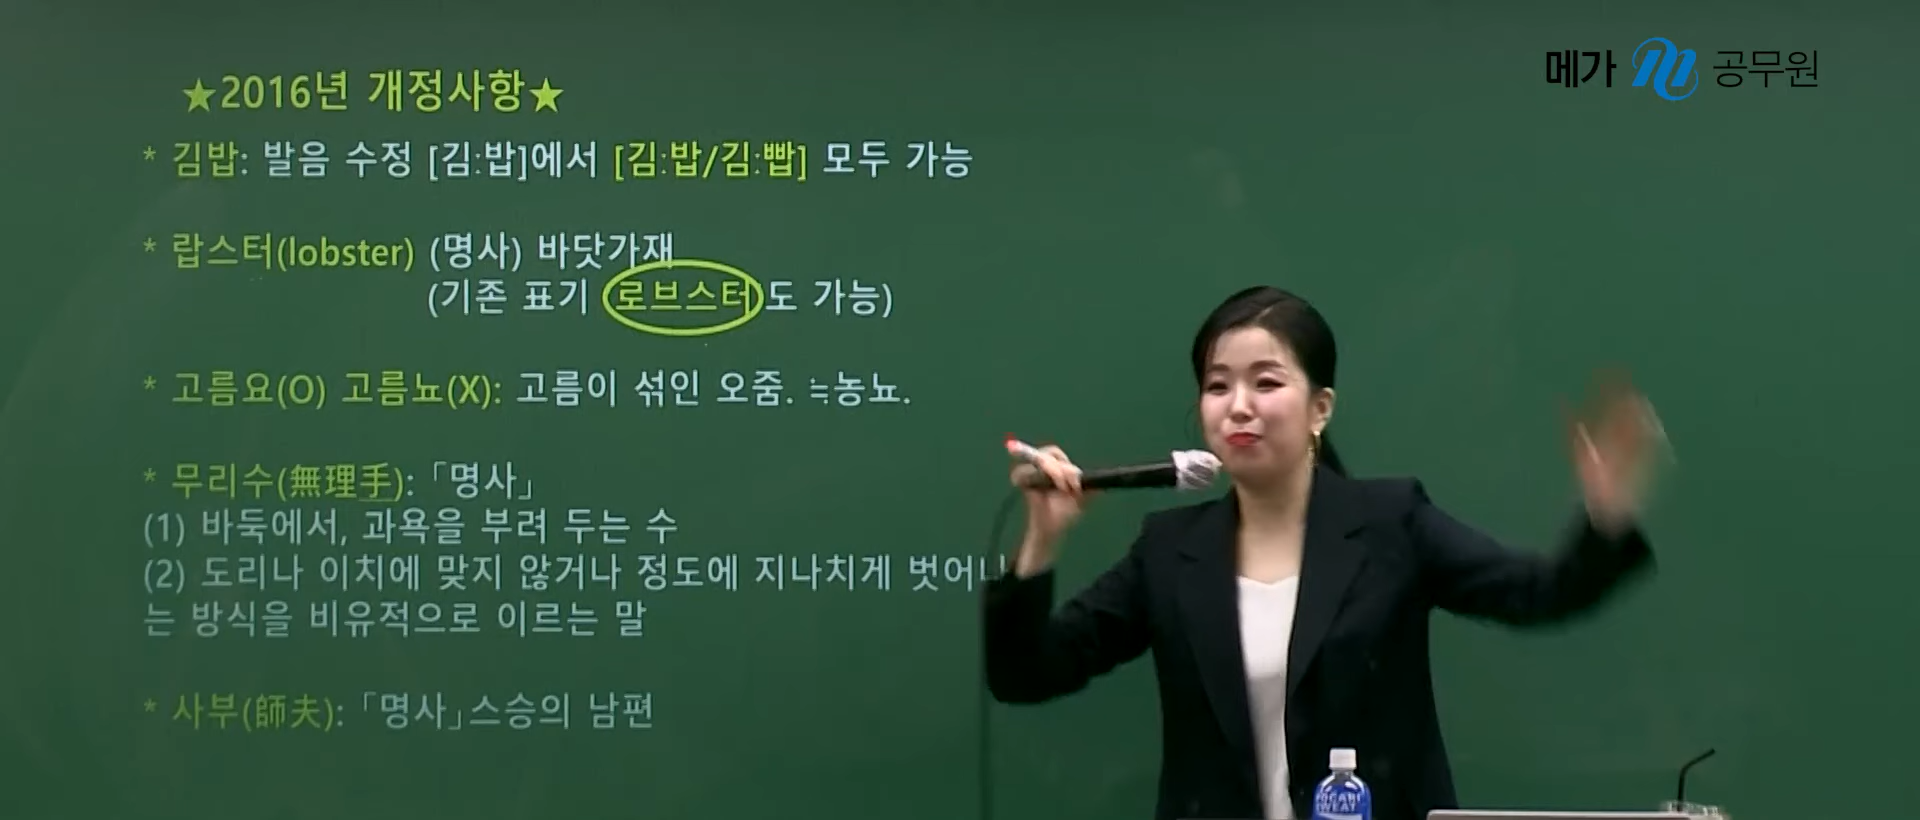 메가 공무원
★2016년 개정사항★
* 김밥: 발음 수정 [김:밥]에서 [김:밥/김:빱] 모두 가능
* 랍스터(lobster) (명사) 바닷가재
(기존 표기 로브스터도 가능)
* 고름요(O) 고름뇨(X): 고름이 섞인 오줌. ≒농뇨.
* 무리수(無理手):「명사」
(1) 바둑에서, 과욕을 부려 두는 수
(2) 도리나 이치에 맞지 않거나 정도에 지나치게 벗어나
는 방식을 비유적으로 이르는 말
* 사부(師夫):「명사」스승의 남편
POCARI
SWEAT